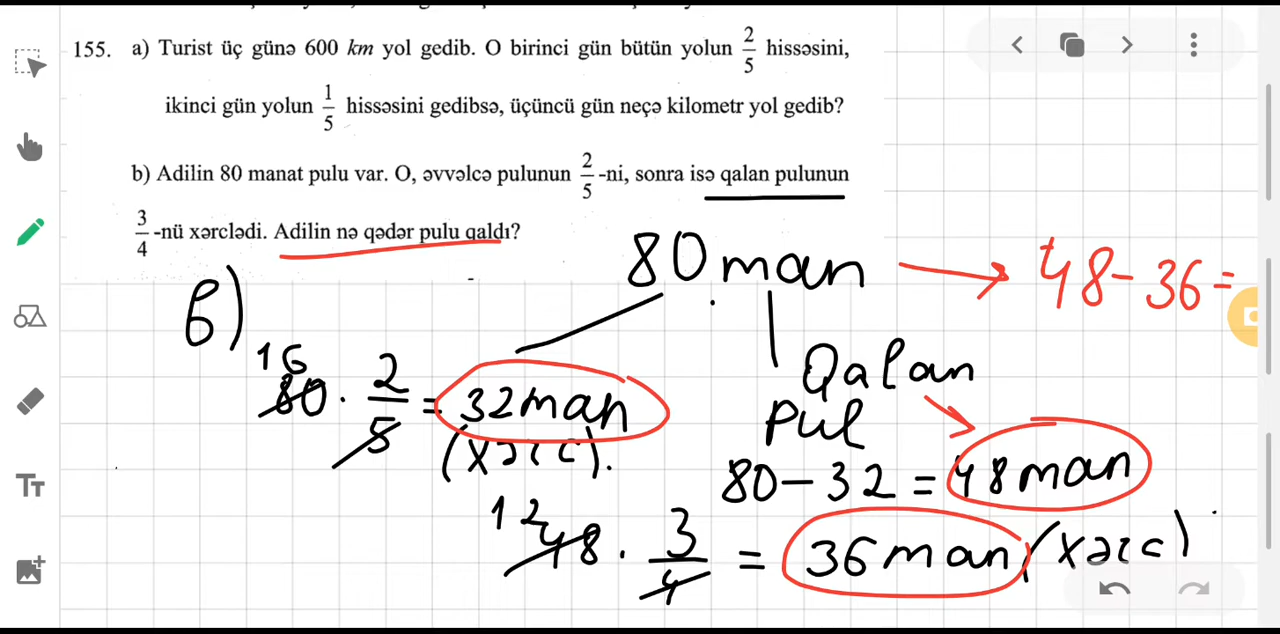 155. a) Turist üç günə 600 km yol gedib. O birinci gün bütün yolun 2/5 hissəsini,
ikinci gün yolun 1/5 hissəsini gedibsə, üçüncü gün neçə kilometr yol gedib?
b) Adilin 80 manat pulu var. O, əvvəlcə pulunun 2/5 -ni, sonra isə qalan pulunun
3/4 -nü xərclədi. Adilin nə qədər pulu qaldı?
80 man → 48-36=
b)
16
80 · 2/5 = 32 man
(xərc).
Qalan
pul
80-32 = 48 man
12
48 · 3/4 = 36 man (xərc)
Tт